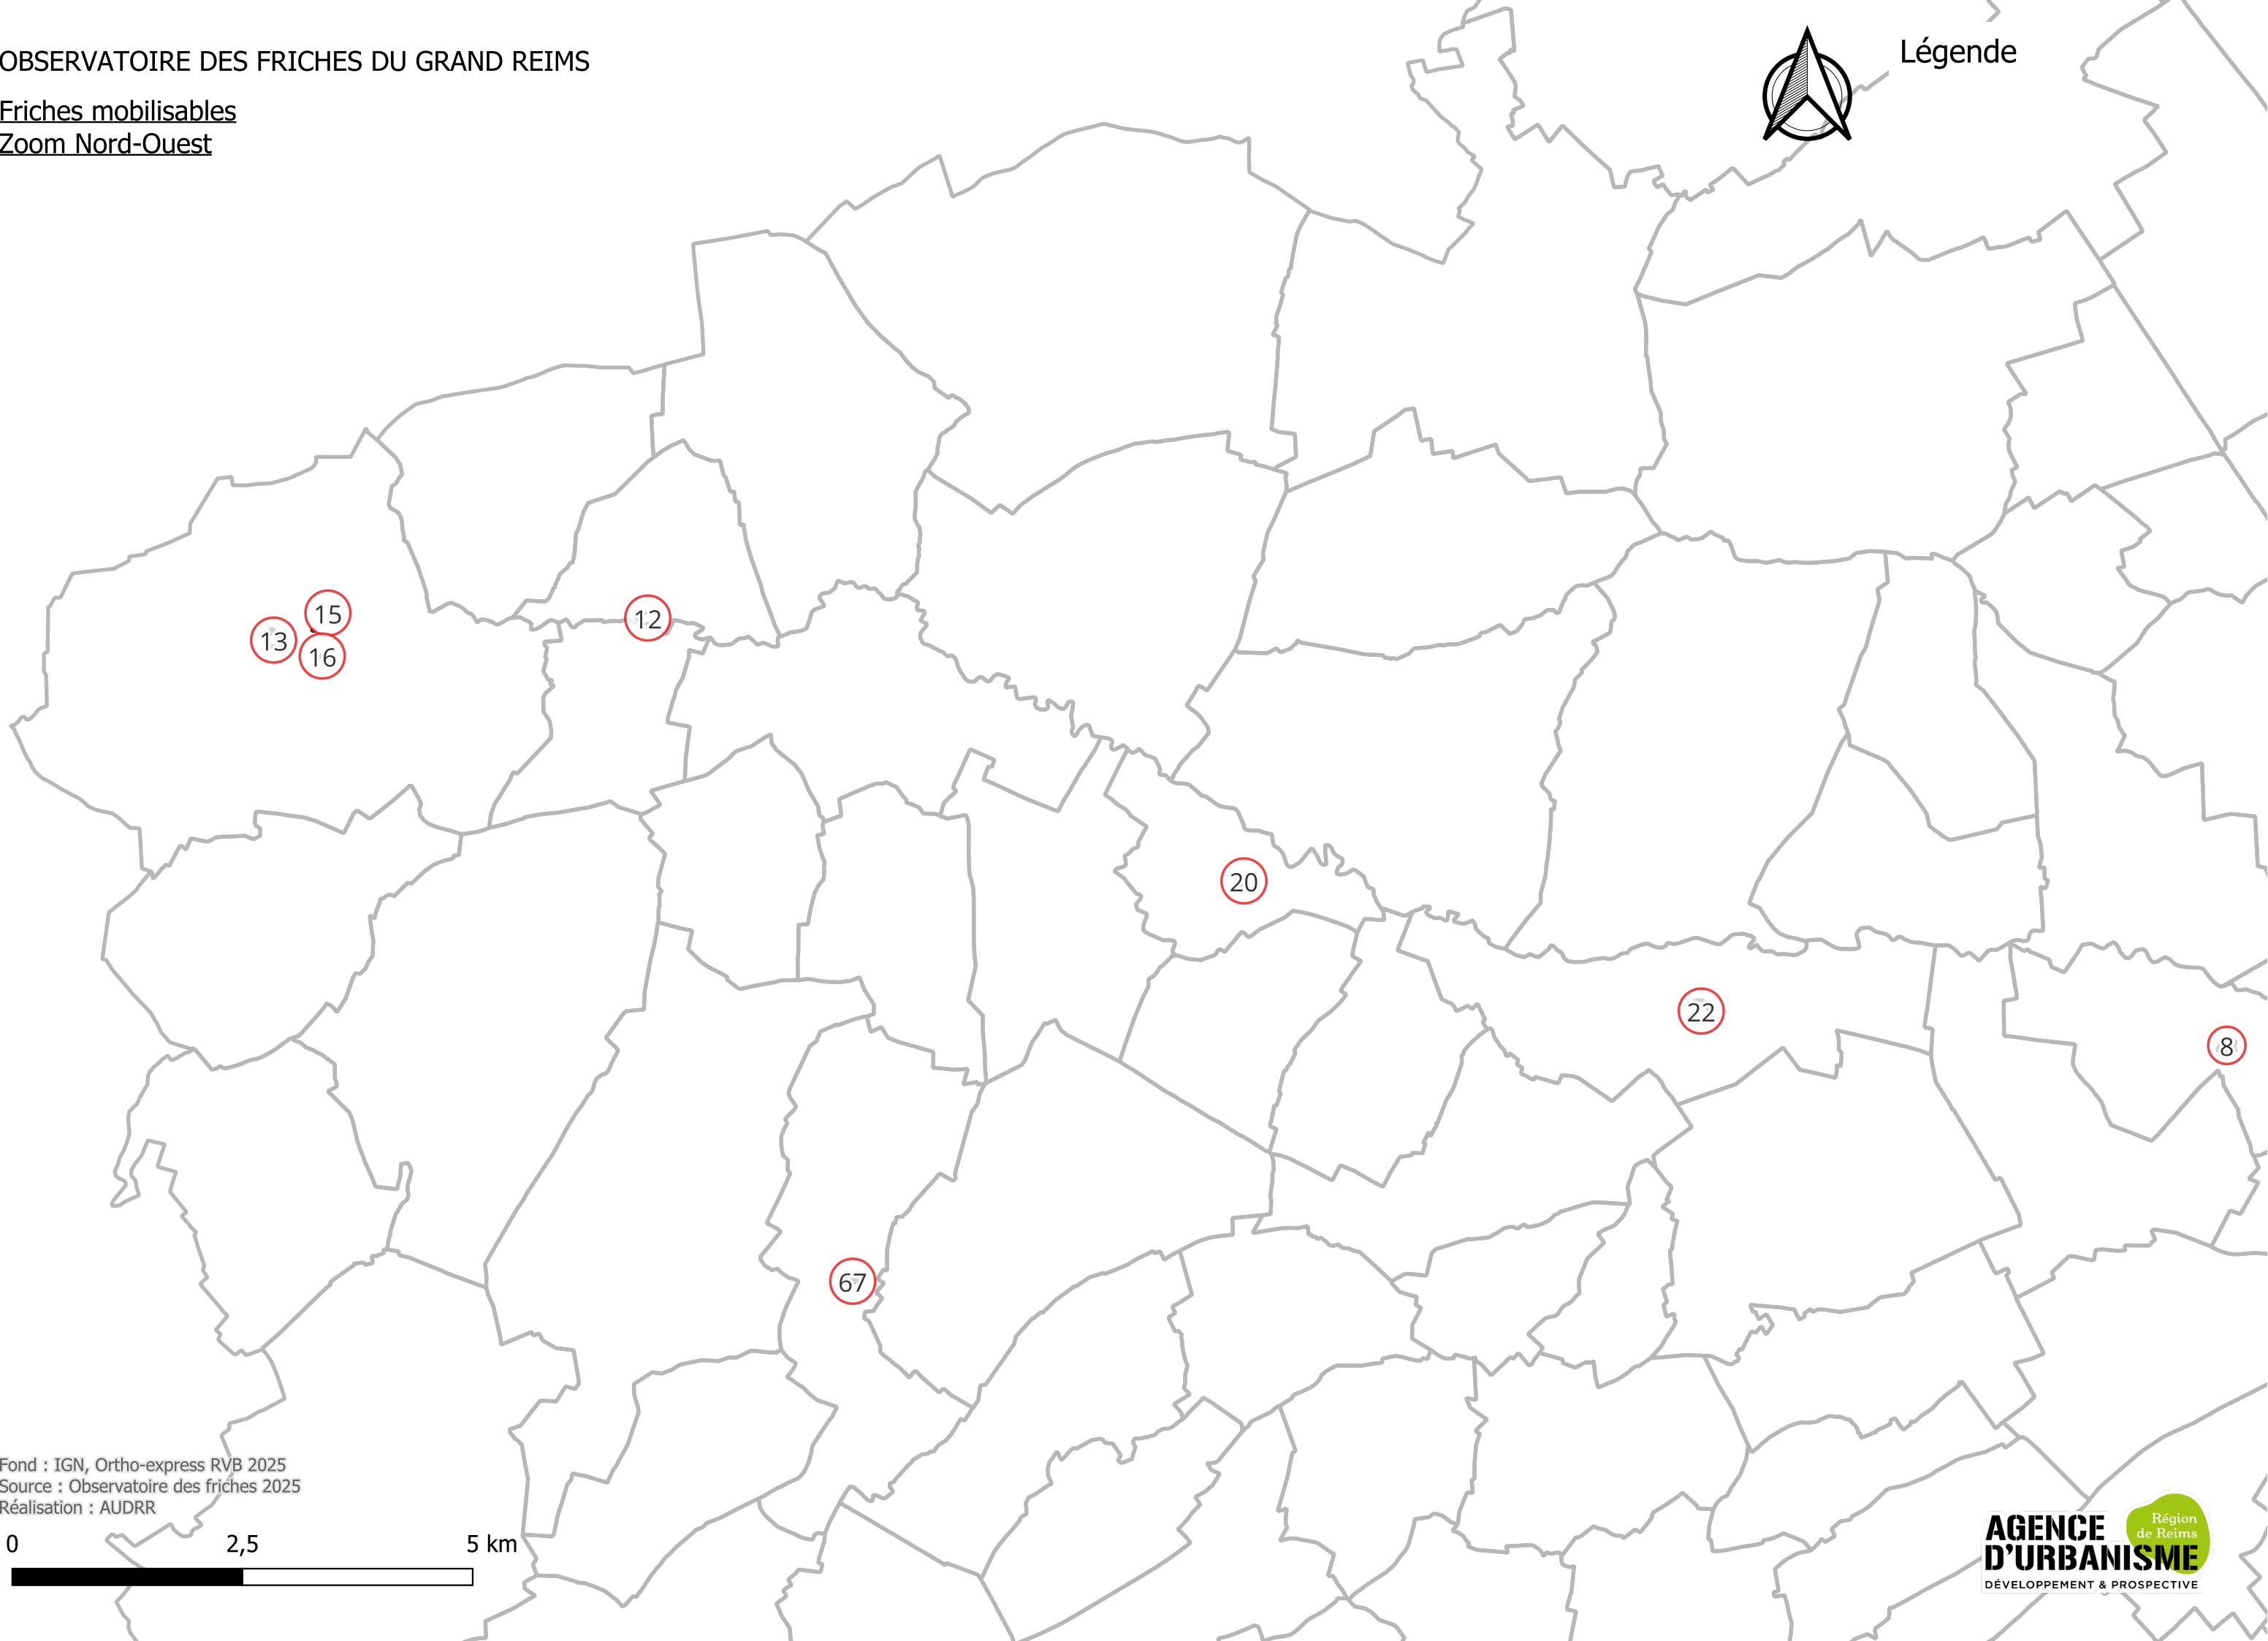 OBSERVATOIRE DES FRICHES DU GRAND REIMS
Friches mobilisables
Zoom Nord-Ouest
Légende
15
12
13
16
20
22
8
67
Fond : IGN, Ortho-express RVB 2025
Source : Observatoire des friches 2025
Réalisation : AUDRR
0 2,5 5 km
Région
de Reims
AGENCE
D'URBANISME
DÉVELOPPEMENT & PROSPECTIVE